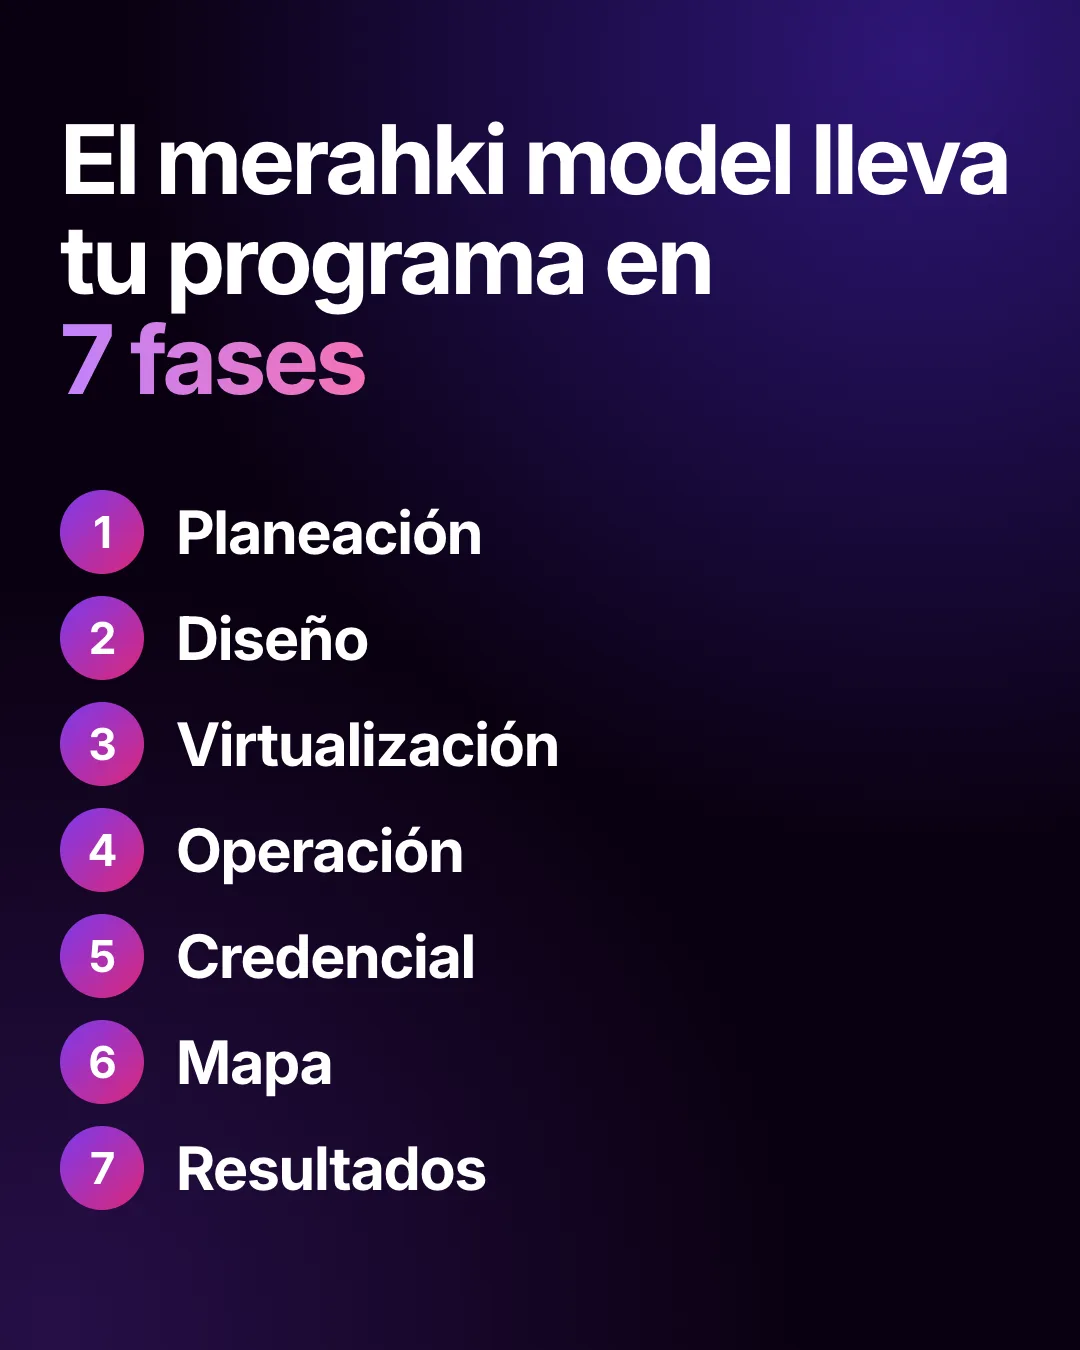 El merahki model lleva
tu programa en
7 fases
1 Planeación
2 Diseño
3 Virtualización
4 Operación
5 Credencial
6 Mapa
7 Resultados